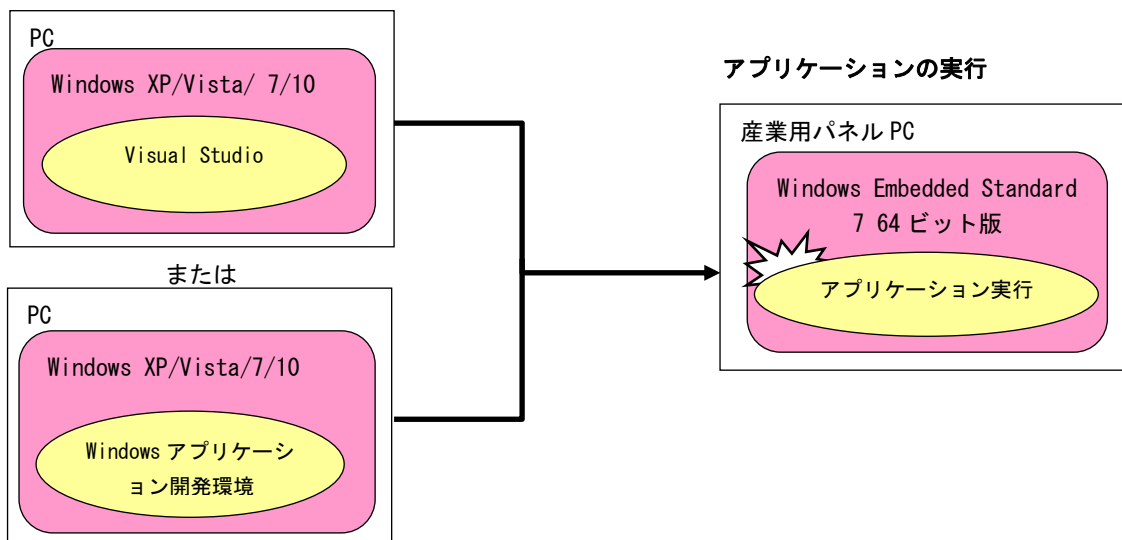 PC
Windows XP/Vista/ 7/10
Visual Studio
または
PC
Windows XP/Vista/7/10
Windows アプリケーシ
ョン開発環境
アプリケーションの実行
産業用パネル PC
Windows Embedded Standard
7 64 ビット版
アプリケーション実行